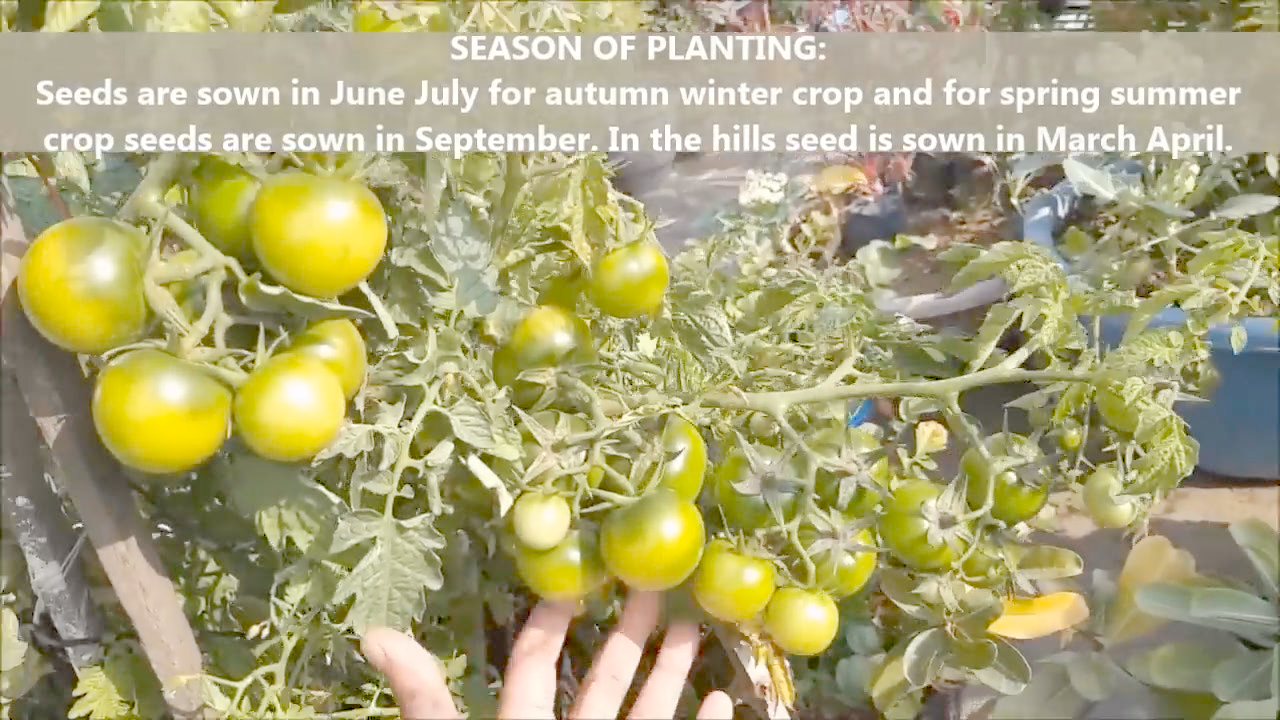 SEASON OF PLANTING:
Seeds are sown in June July for autumn winter crop and for spring summer
crop seeds are sown in September. In the hills seed is sown in March April.